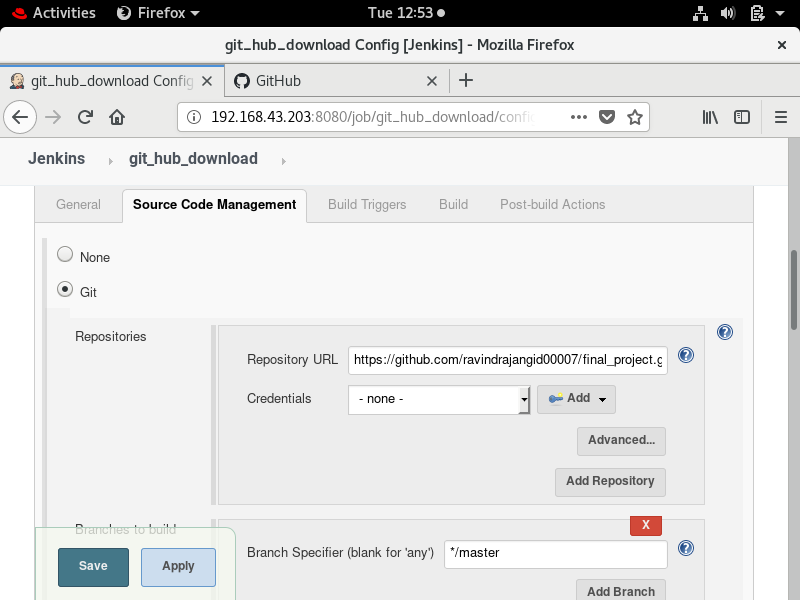 Activities Firefox Tue 12:53
git_hub_download Config [Jenkins] - Mozilla Firefox
git_hub_download Config GitHub
192.168.43.203:8080/job/git_hub_download/confi
Jenkins git_hub_download
General Source Code Management Build Triggers Build Post-build Actions
None
Git
Repositories
Repository URL https://github.com/ravindrajangid00007/final_project.g
Credentials - none - Add
Advanced...
Add Repository
Branches to build X
Branch Specifier (blank for 'any') */master
Save Apply
Add Branch